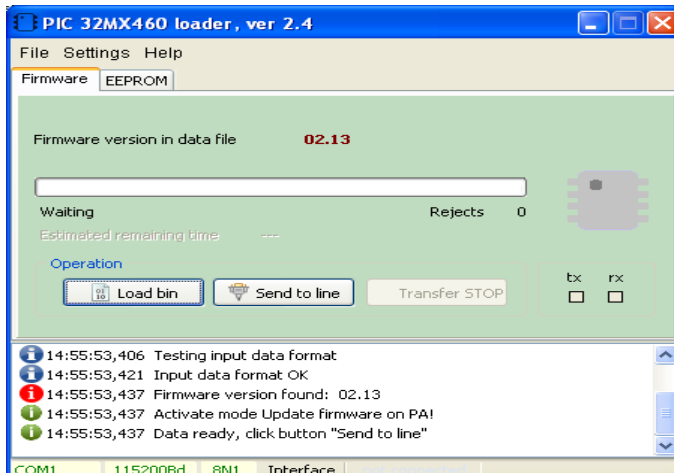 PIC 32MX460 loader, ver 2.4
File Settings Help
Firmware EEPROM
Firmware version in data file 02.13
Waiting Rejects 0
Estimated remaining time ---
Operation
Load bin Send to line Transfer STOP tx rx
14:55:53,406 Testing input data format
14:55:53,421 Input data format OK
14:55:53,437 Firmware version found: 02.13
14:55:53,437 Activate mode Update firmware on PA!
14:55:53,437 Data ready, click button "Send to line"
COM1 115200Bd 8N1 Interface not connected